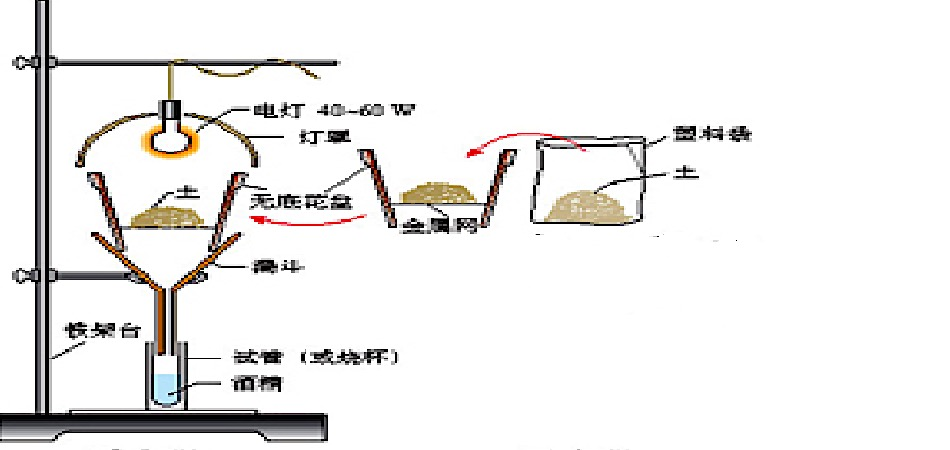 电灯 40~60 W
灯罩
塑料袋
土
土
无底花盆
金属网
漏斗
铁架台
试管 (或烧杯)
酒精